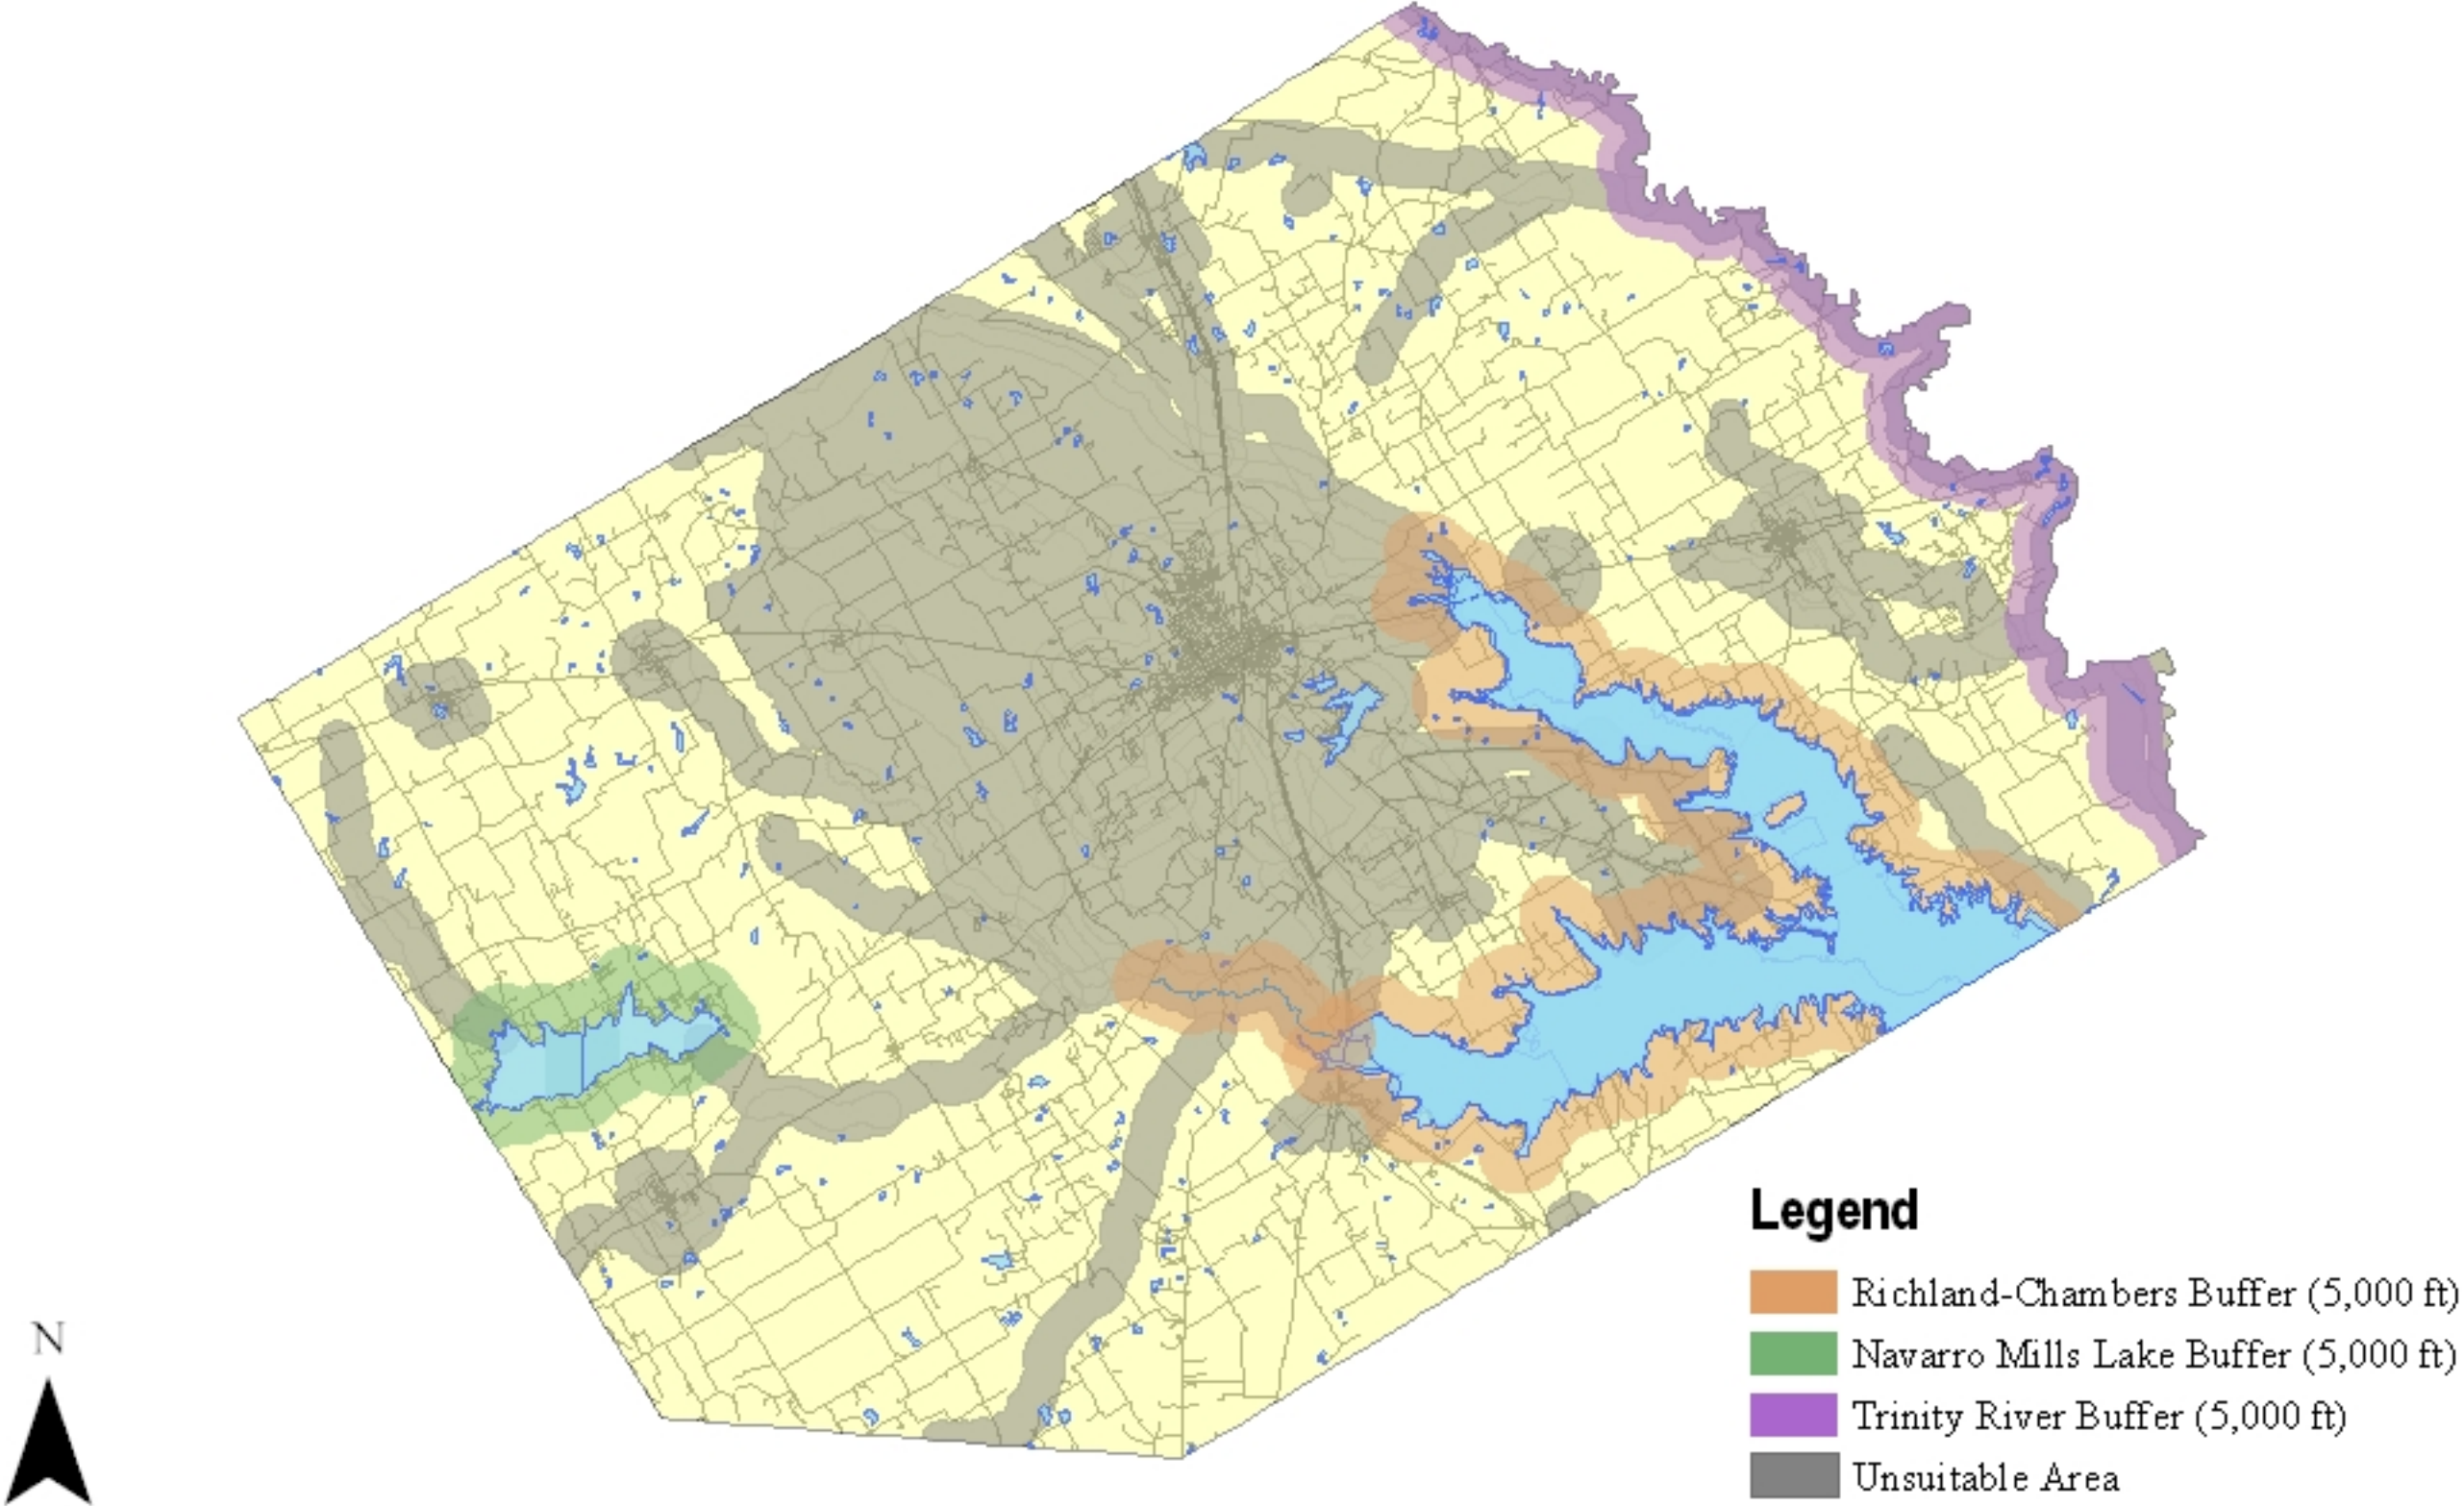 N
Legend
Richland-Chambers Buffer (5,000 ft)
Navarro Mills Lake Buffer (5,000 ft)
Trinity River Buffer (5,000 ft)
Unsuitable Area